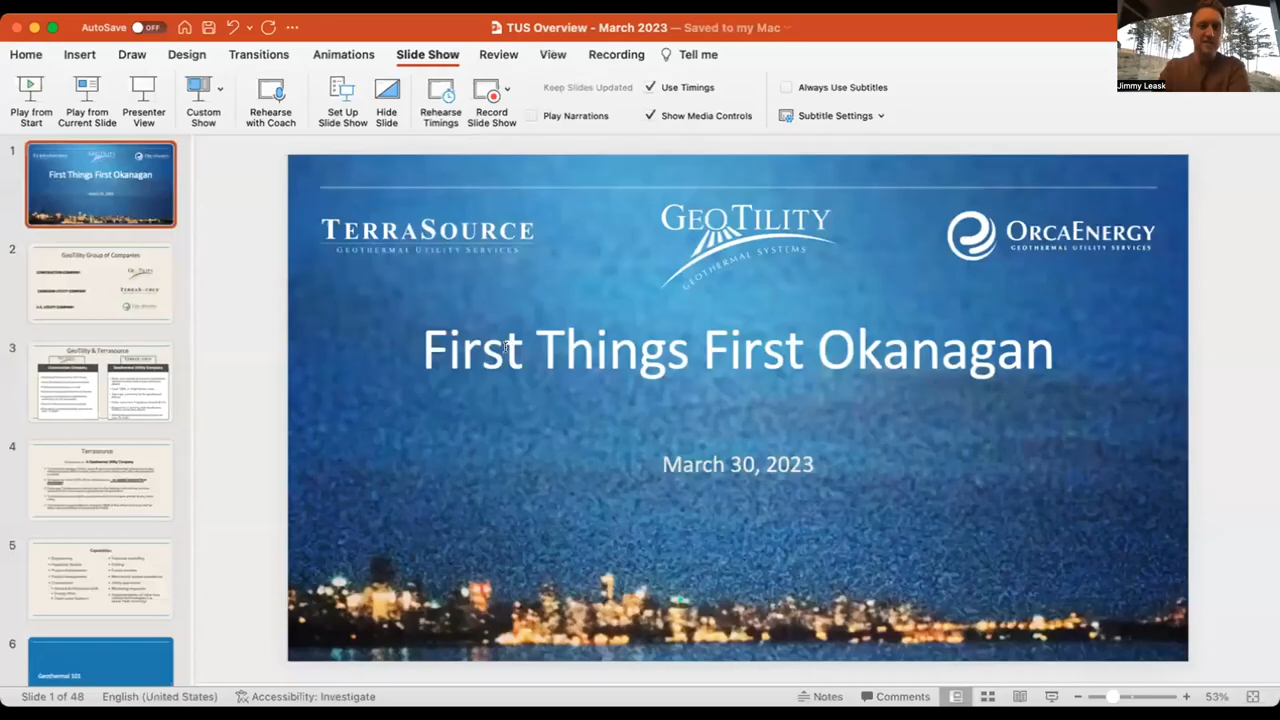 AutoSave OFF
TUS Overview - March 2023 — Saved to my Mac
Home Insert Draw Design Transitions Animations Slide Show Review View Recording Tell me
Play from Start
Play from Current Slide
Presenter View
Custom Show
Rehearse with Coach
Set Up Slide Show
Hide Slide
Rehearse Timings
Record Slide Show
Keep Slides Updated
Use Timings
Play Narrations
Show Media Controls
Always Use Subtitles
Subtitle Settings
Jimmy Leask
1
First Things First Okanagan
2
GeoTility Group of Companies
3
GeoTility & Terrasource
4
Terrasource
5
Capabilities
6
Geothermal 101
TERRASOURCE
GEOTHERMAL UTILITY SERVICES
GEOTILITY
GEOTHERMAL SYSTEMS
ORCAENERGY
GEOTHERMAL UTILITY SERVICES
First Things First Okanagan
March 30, 2023
Slide 1 of 48 English (United States) Accessibility: Investigate Notes Comments 53%